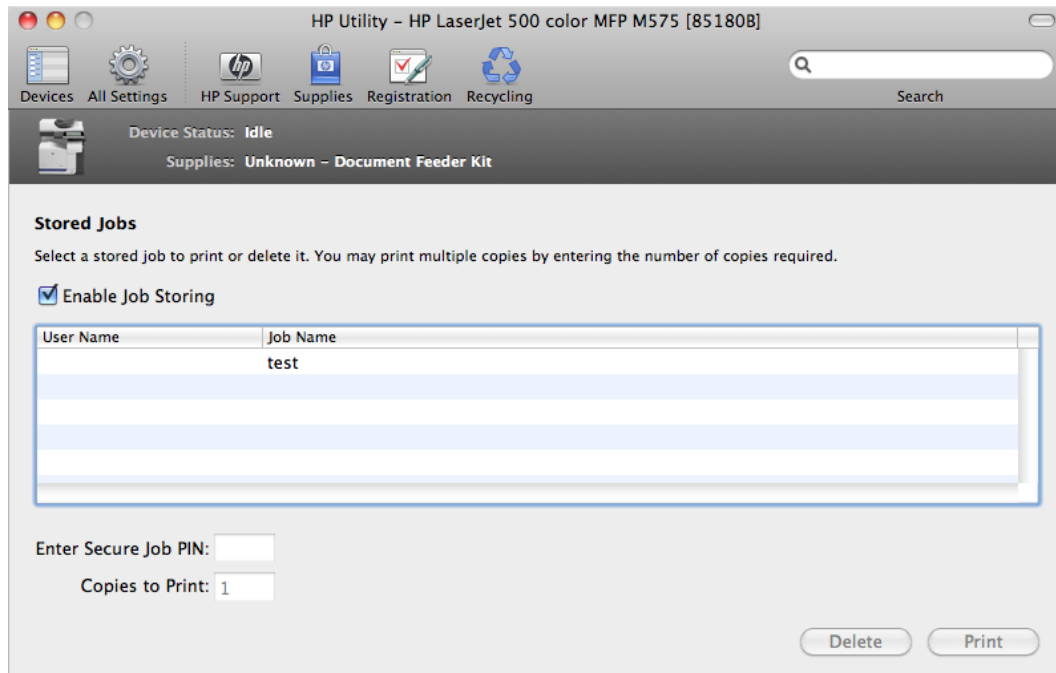 HP Utility – HP LaserJet 500 color MFP M575 [85180B]
Devices All Settings HP Support Supplies Registration Recycling Search
Device Status: Idle
Supplies: Unknown – Document Feeder Kit
Stored Jobs
Select a stored job to print or delete it. You may print multiple copies by entering the number of copies required.
Enable Job Storing
User Name Job Name
test
Enter Secure Job PIN:
Copies to Print: 1
Delete Print